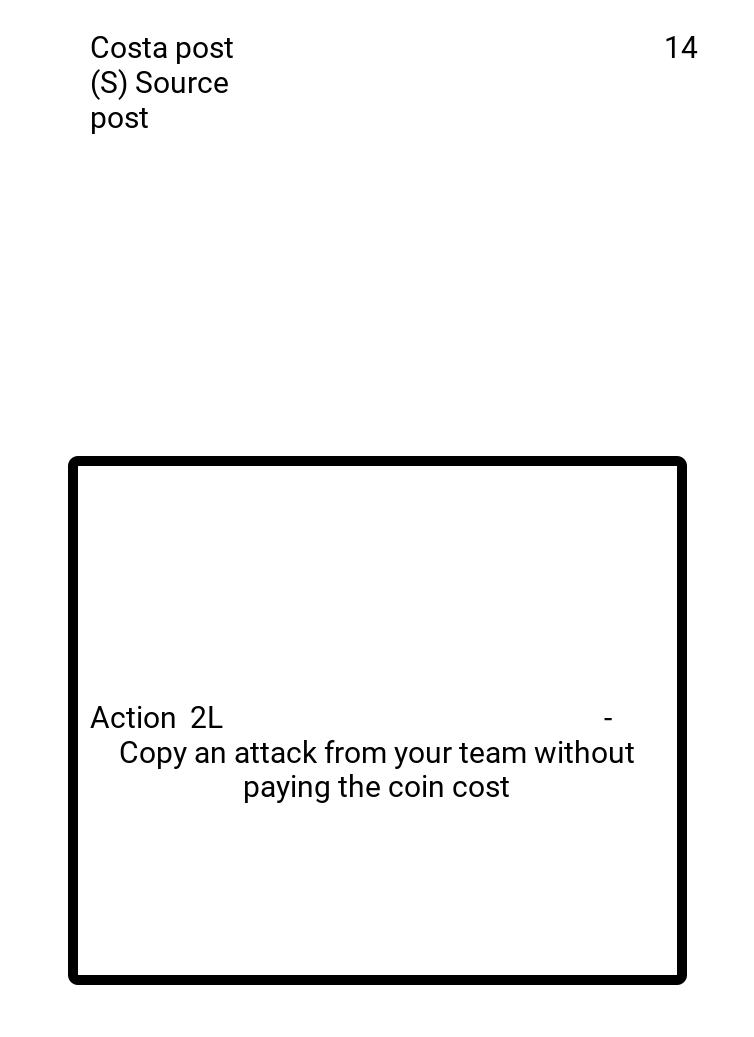 Costa post 14
(S) Source
post
Action 2L -
Copy an attack from your team without
paying the coin cost